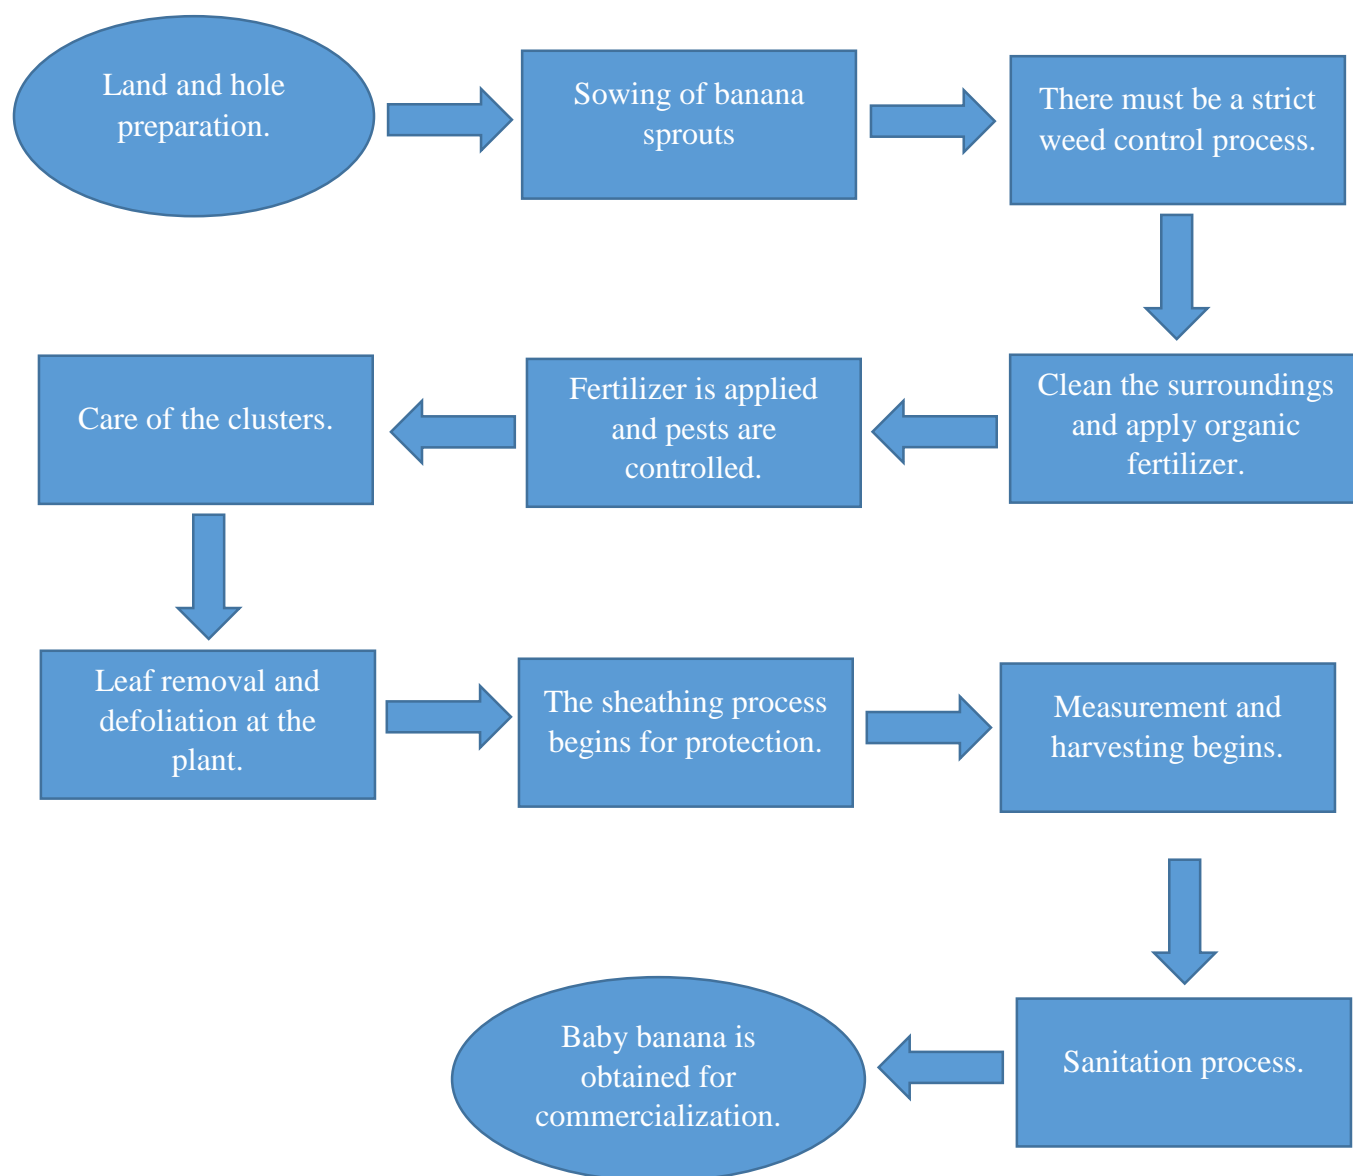 Land and hole
preparation.
Sowing of banana
sprouts
There must be a strict
weed control process.
Clean the surroundings
and apply organic
fertilizer.
Fertilizer is applied
and pests are
controlled.
Care of the clusters.
Leaf removal and
defoliation at the
plant.
The sheathing process
begins for protection.
Measurement and
harvesting begins.
Sanitation process.
Baby banana is
obtained for
commercialization.